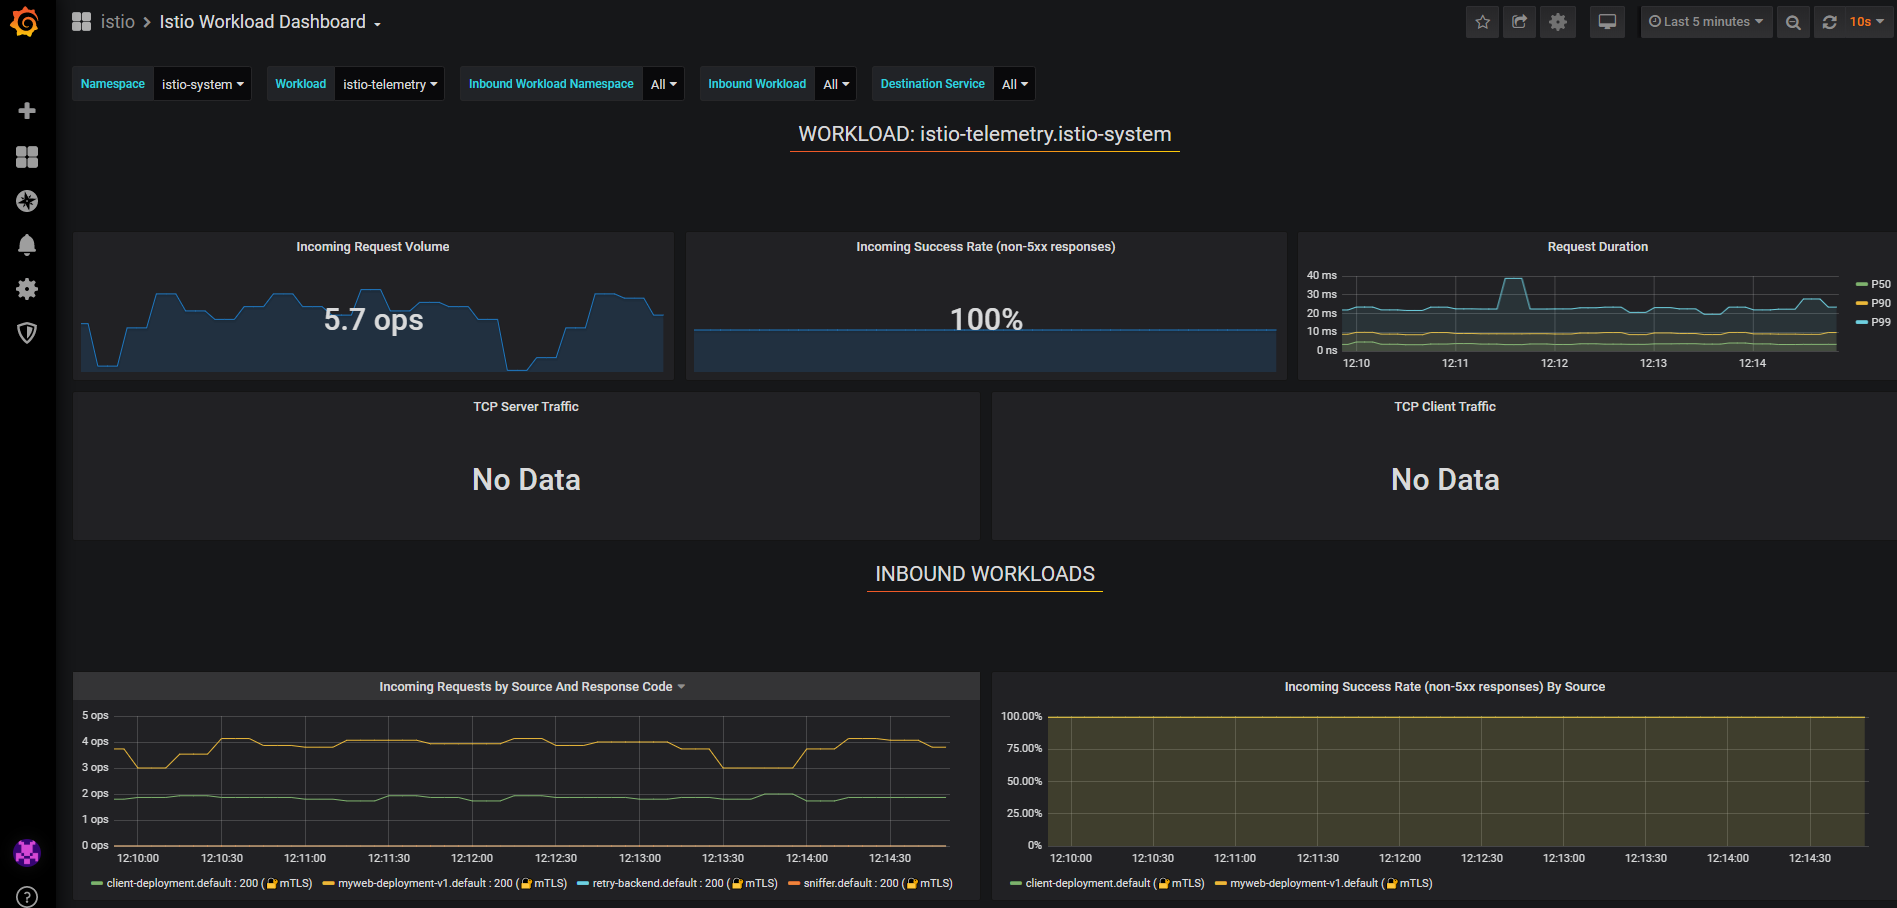 istio > Istio Workload Dashboard
Last 5 minutes
10s
Namespace istio-system Workload istio-telemetry Inbound Workload Namespace All Inbound Workload All Destination Service All
WORKLOAD: istio-telemetry.istio-system
Incoming Request Volume
5.7 ops
Incoming Success Rate (non-5xx responses)
100%
Request Duration
40 ms
30 ms
20 ms
10 ms
0 ns
12:10 12:11 12:12 12:13 12:14
P50
P90
P99
TCP Server Traffic
No Data
TCP Client Traffic
No Data
INBOUND WORKLOADS
Incoming Requests by Source And Response Code
5 ops
4 ops
3 ops
2 ops
1 ops
0 ops
12:10:00 12:10:30 12:11:00 12:11:30 12:12:00 12:12:30 12:13:00 12:13:30 12:14:00 12:14:30
client-deployment.default : 200 (🔐mTLS) myweb-deployment-v1.default : 200 (🔐mTLS) retry-backend.default : 200 (🔐mTLS) sniffer.default : 200 (🔐mTLS)
Incoming Success Rate (non-5xx responses) By Source
100.00%
75.00%
50.00%
25.00%
0%
12:10:00 12:10:30 12:11:00 12:11:30 12:12:00 12:12:30 12:13:00 12:13:30 12:14:00 12:14:30
client-deployment.default (🔐mTLS) myweb-deployment-v1.default (🔐mTLS)